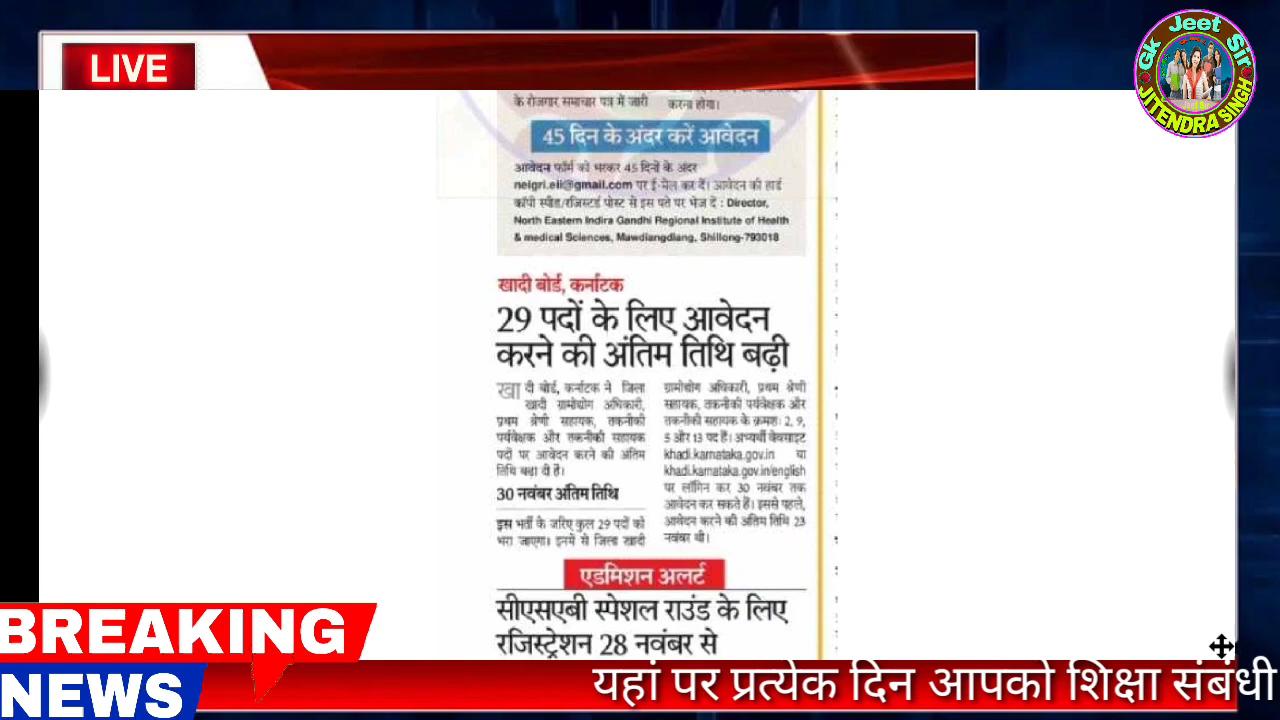 LIVE
Gk Jeet Sir
Jeet Sir
JITENDRA SINGH
के रोजगार समाचार पत्र में जारी
करना होगा।
45 दिन के अंदर करें आवेदन
आवेदन फॉर्म को भरकर 45 दिनों के अंदर
neigri.eli@gmail.com पर ई-मेल कर दें। आवेदन की हार्ड
कॉपी स्पीड/रजिस्टर्ड पोस्ट से इस पते पर भेज दें : Director,
North Eastern Indira Gandhi Regional Institute of Health
& medical Sciences, Mawdiangdiang, Shillong-793018
खादी बोर्ड, कर्नाटक
29 पदों के लिए आवेदन
करने की अंतिम तिथि बढ़ी
खादी बोर्ड, कर्नाटक ने जिला
खादी ग्रामोद्योग अधिकारी,
प्रथम श्रेणी सहायक, तकनीकी
पर्यवेक्षक और तकनीकी सहायक
पदों पर आवेदन करने की अंतिम
तिथि बढ़ा दी है।
30 नवंबर अंतिम तिथि
इस भर्ती के जरिए कुल 29 पदों को
भरा जाएगा। इनमें से जिला खादी
ग्रामोद्योग अधिकारी, प्रथम श्रेणी
सहायक, तकनीकी पर्यवेक्षक और
तकनीकी सहायक के क्रमशः 2, 9,
5 और 13 पद हैं। अभ्यर्थी वेबसाइट
khadi.karnataka.gov.in या
khadi.karnataka.gov.in/english
पर लॉगिन कर 30 नवंबर तक
आवेदन कर सकते हैं। इससे पहले,
आवेदन करने की अंतिम तिथि 23
नवंबर थी।
एडमिशन अलर्ट
सीएसएबी स्पेशल राउंड के लिए
रजिस्ट्रेशन 28 नवंबर से
BREAKING
NEWS
यहां पर प्रत्येक दिन आपको शिक्षा संबंधी